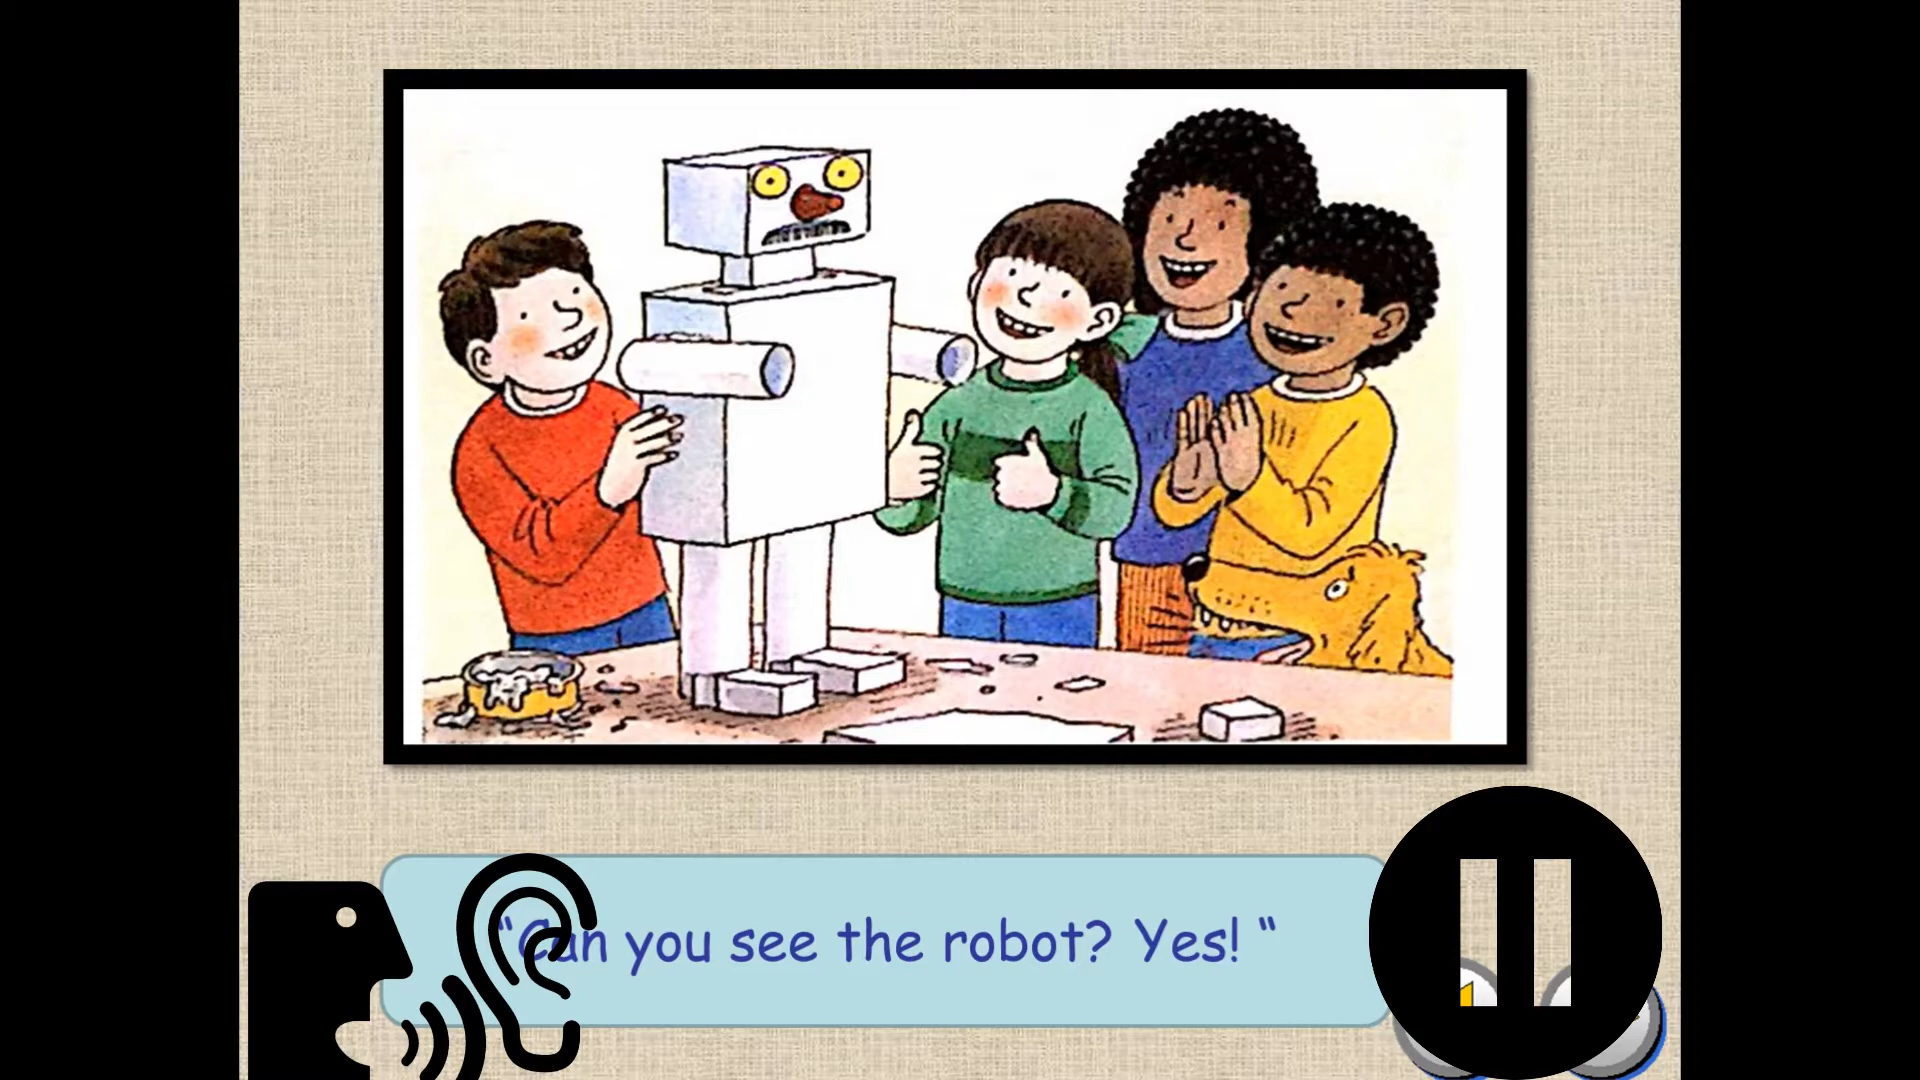 “Can you see the robot? Yes! “